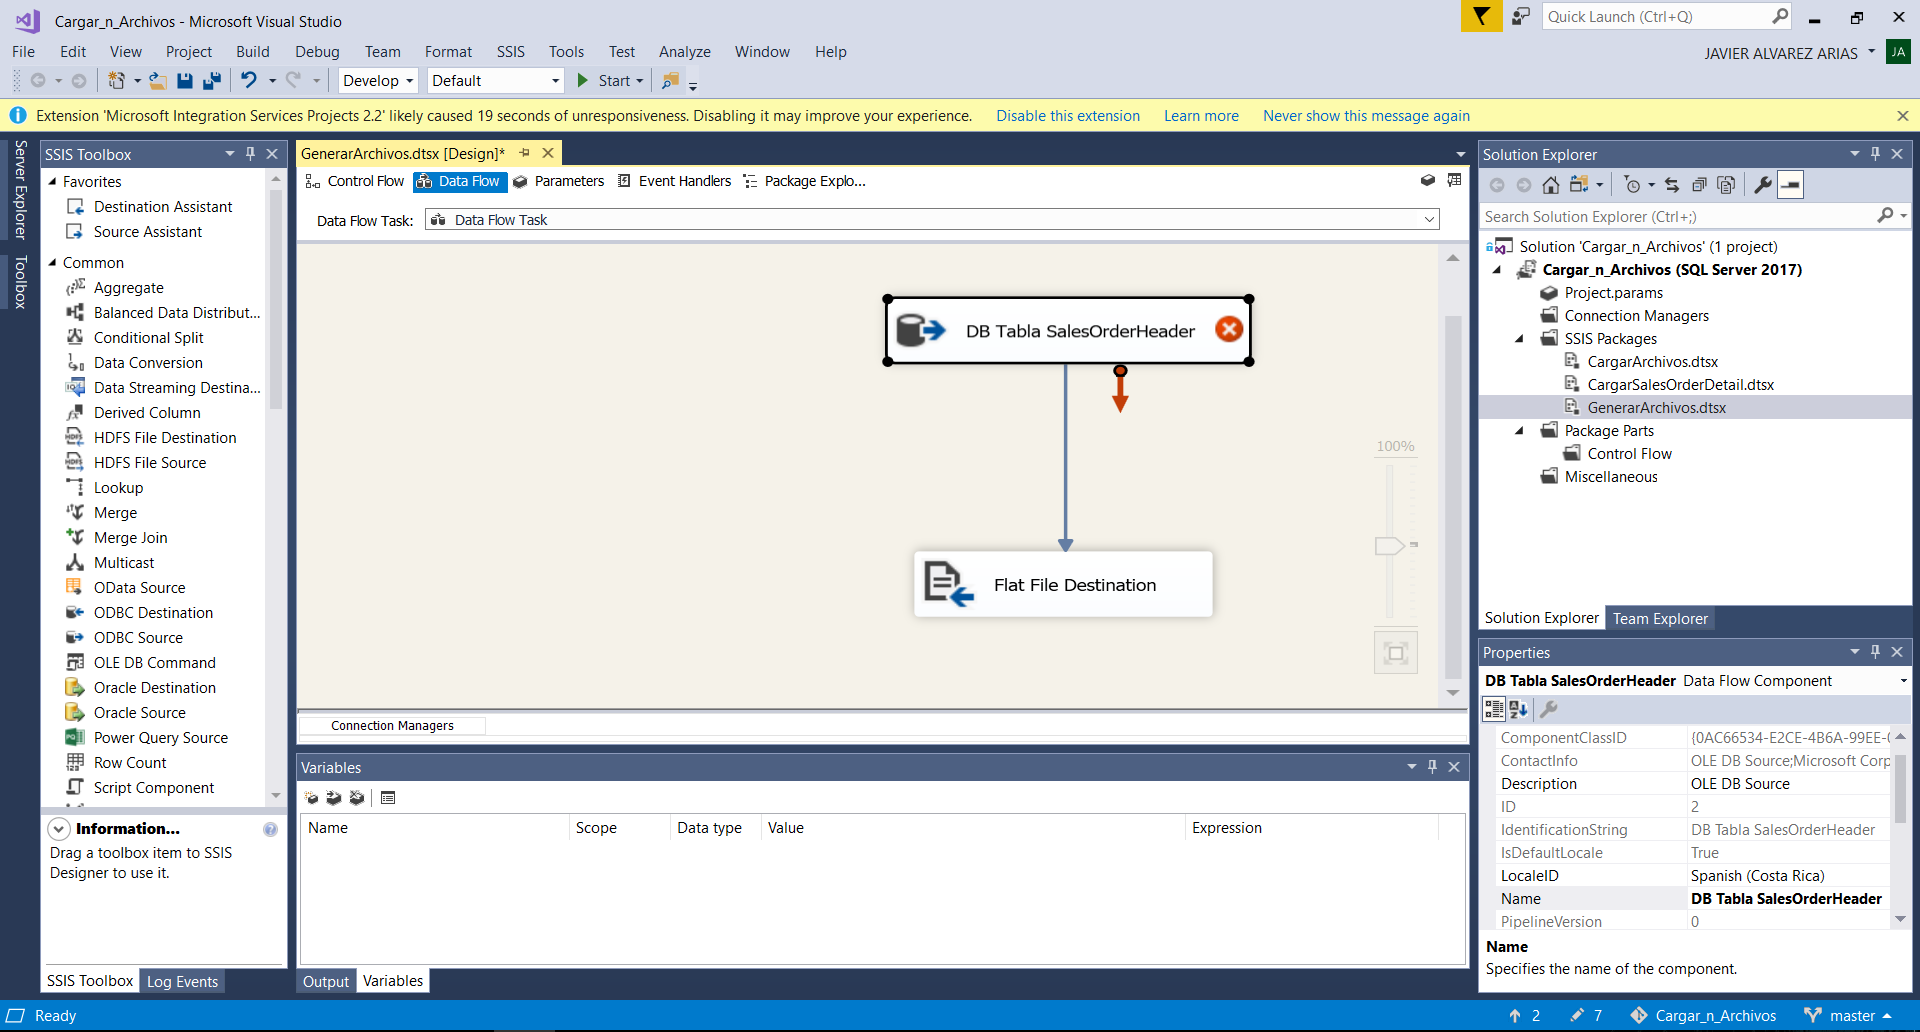 Cargar_n_Archivos - Microsoft Visual Studio
Quick Launch (Ctrl+Q)
File Edit View Project Build Debug Team Format SSIS Tools Test Analyze Window Help
JAVIER ALVAREZ ARIAS JA
Develop Default Start
Extension 'Microsoft Integration Services Projects 2.2' likely caused 19 seconds of unresponsiveness. Disabling it may improve your experience. Disable this extension Learn more Never show this message again
Server Explorer
Toolbox
SSIS Toolbox
Favorites
Destination Assistant
Source Assistant
Common
Aggregate
Balanced Data Distribut...
Conditional Split
Data Conversion
Data Streaming Destina...
Derived Column
HDFS File Destination
HDFS File Source
Lookup
Merge
Merge Join
Multicast
OData Source
ODBC Destination
ODBC Source
OLE DB Command
Oracle Destination
Oracle Source
Power Query Source
Row Count
Script Component
Information...
Drag a toolbox item to SSIS
Designer to use it.
SSIS Toolbox Log Events
GenerarArchivos.dtsx [Design]*
Control Flow Data Flow Parameters Event Handlers Package Explo...
Data Flow Task: Data Flow Task
DB Tabla SalesOrderHeader
100%
Flat File Destination
Connection Managers
Variables
Name Scope Data type Value Expression
Output Variables
Solution Explorer
Search Solution Explorer (Ctrl+;)
Solution 'Cargar_n_Archivos' (1 project)
Cargar_n_Archivos (SQL Server 2017)
Project.params
Connection Managers
SSIS Packages
CargarArchivos.dtsx
CargarSalesOrderDetail.dtsx
GenerarArchivos.dtsx
Package Parts
Control Flow
Miscellaneous
Solution Explorer Team Explorer
Properties
DB Tabla SalesOrderHeader Data Flow Component
ComponentClassID {0AC66534-E2CE-4B6A-99EE-
ContactInfo OLE DB Source;Microsoft Corp
Description OLE DB Source
ID 2
IdentificationString DB Tabla SalesOrderHeader
IsDefaultLocale True
LocaleID Spanish (Costa Rica)
Name DB Tabla SalesOrderHeader
PipelineVersion 0
Name
Specifies the name of the component.
Ready 2 7 Cargar_n_Archivos master